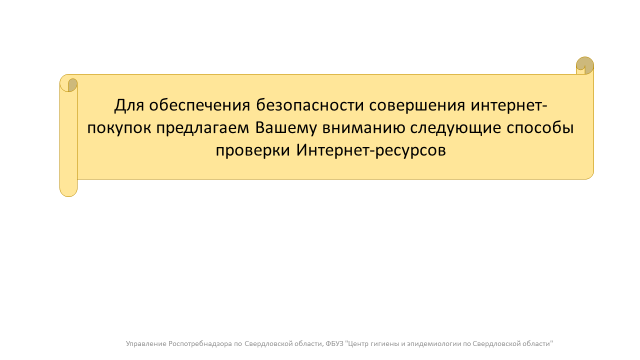 Для обеспечения безопасности совершения интернет-
покупок предлагаем Вашему вниманию следующие способы
проверки Интернет-ресурсов
Управление Роспотребнадзора по Свердловской области, ФБУЗ "Центр гигиены и эпидемиологии по Свердловской области"